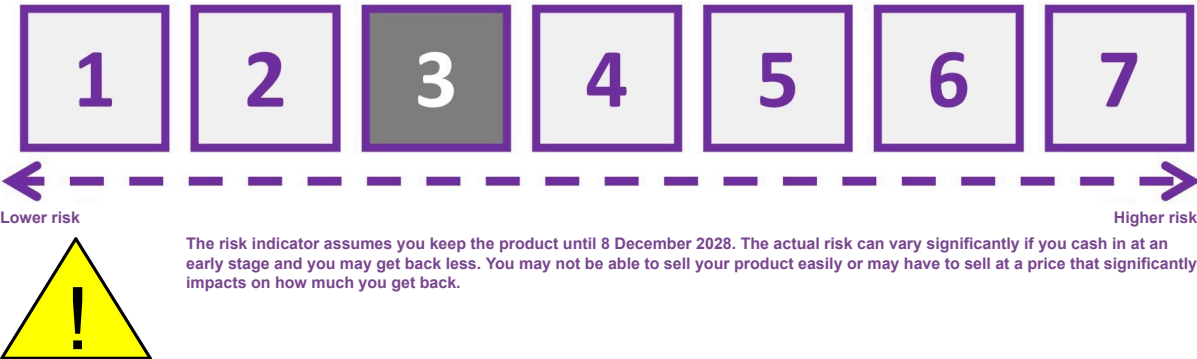 1 2 3 4 5 6 7
Lower risk Higher risk
The risk indicator assumes you keep the product until 8 December 2028. The actual risk can vary significantly if you cash in at an
early stage and you may get back less. You may not be able to sell your product easily or may have to sell at a price that significantly
impacts on how much you get back.
!